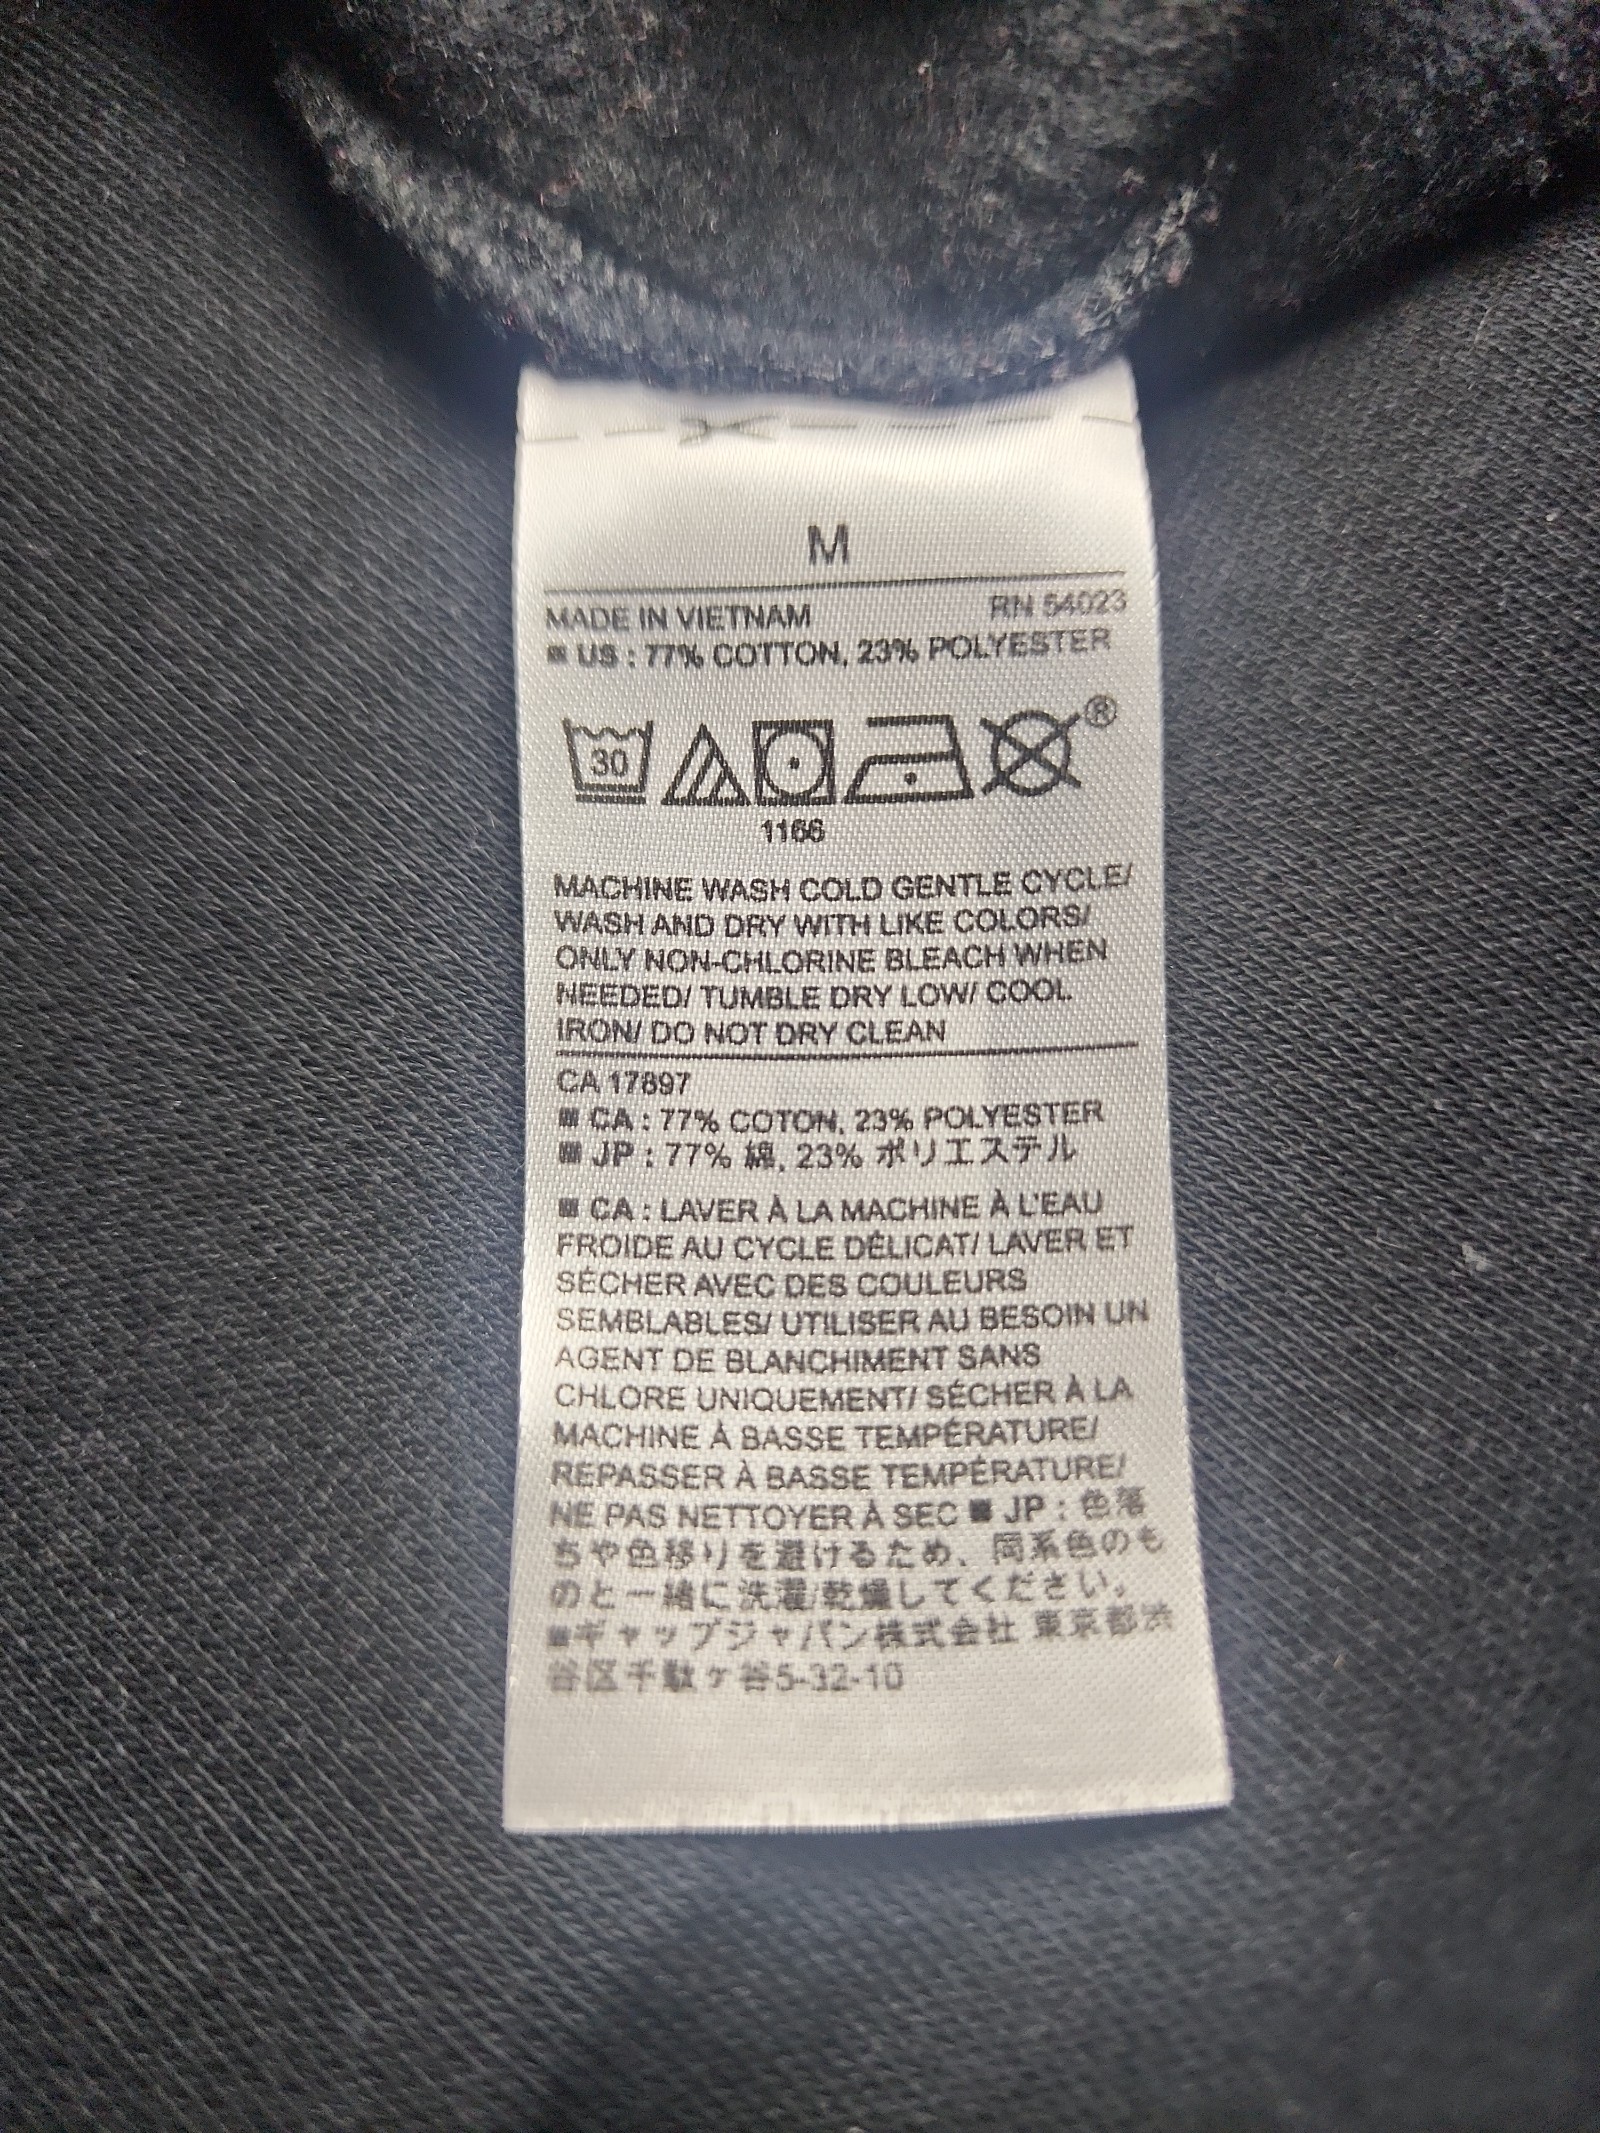 M
MADE IN VIETNAM RN 54023
■ US : 77% COTTON, 23% POLYESTER
30 ®
1166
MACHINE WASH COLD GENTLE CYCLE/
WASH AND DRY WITH LIKE COLORS/
ONLY NON-CHLORINE BLEACH WHEN
NEEDED/ TUMBLE DRY LOW/ COOL
IRON/ DO NOT DRY CLEAN
CA 17897
■ CA : 77% COTON, 23% POLYESTER
■ JP : 77% 綿, 23% ポリエステル
■ CA : LAVER À LA MACHINE À L'EAU
FROIDE AU CYCLE DÉLICAT/ LAVER ET
SÉCHER AVEC DES COULEURS
SEMBLABLES/ UTILISER AU BESOIN UN
AGENT DE BLANCHIMENT SANS
CHLORE UNIQUEMENT/ SÉCHER À LA
MACHINE À BASSE TEMPÉRATURE/
REPASSER À BASSE TEMPÉRATURE/
NE PAS NETTOYER À SEC ■ JP : 色落
ちや色移りを避けるため、同系色のも
のと一緒に洗濯/乾燥してください。
■ギャップジャパン株式会社 東京都渋
谷区千駄ヶ谷5-32-10